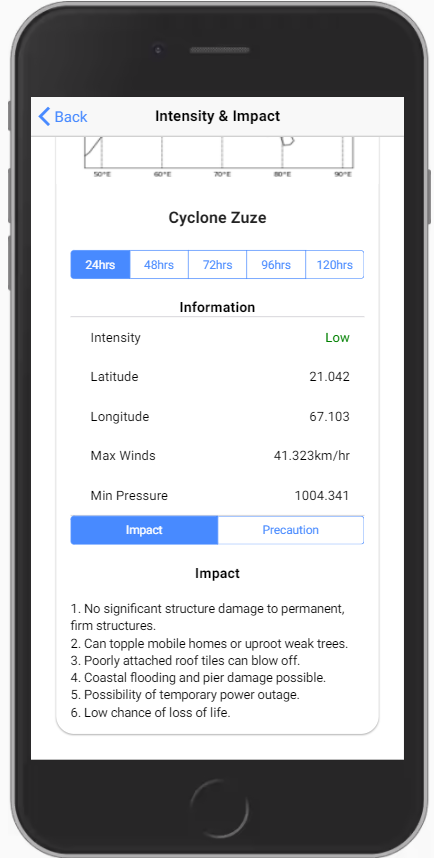 Back
Intensity & Impact
50°E 60°E 70°E 80°E 90°E
Cyclone Zuze
24hrs 48hrs 72hrs 96hrs 120hrs
Information
Intensity Low
Latitude 21.042
Longitude 67.103
Max Winds 41.323km/hr
Min Pressure 1004.341
Impact Precaution
Impact
1. No significant structure damage to permanent,
firm structures.
2. Can topple mobile homes or uproot weak trees.
3. Poorly attached roof tiles can blow off.
4. Coastal flooding and pier damage possible.
5. Possibility of temporary power outage.
6. Low chance of loss of life.